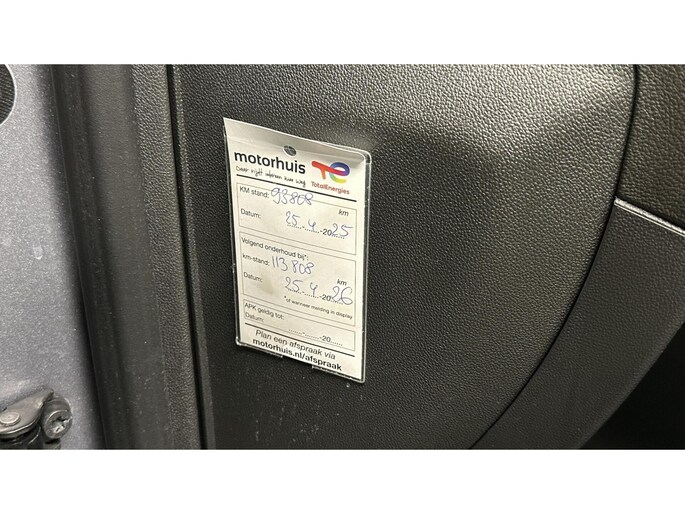 motorhuis
Daar rijdt iedereen haar weg
TotalEnergies
KM stand: 93808 km
Datum: 25-4-2025
Volgend onderhoud bij*:
km-stand: 113808 km
Datum: 25-4-2026
*of wanneer melding in display
APK geldig tot:
Datum: ......-......-20......
Plan een afspraak via
motorhuis.nl/afspraak